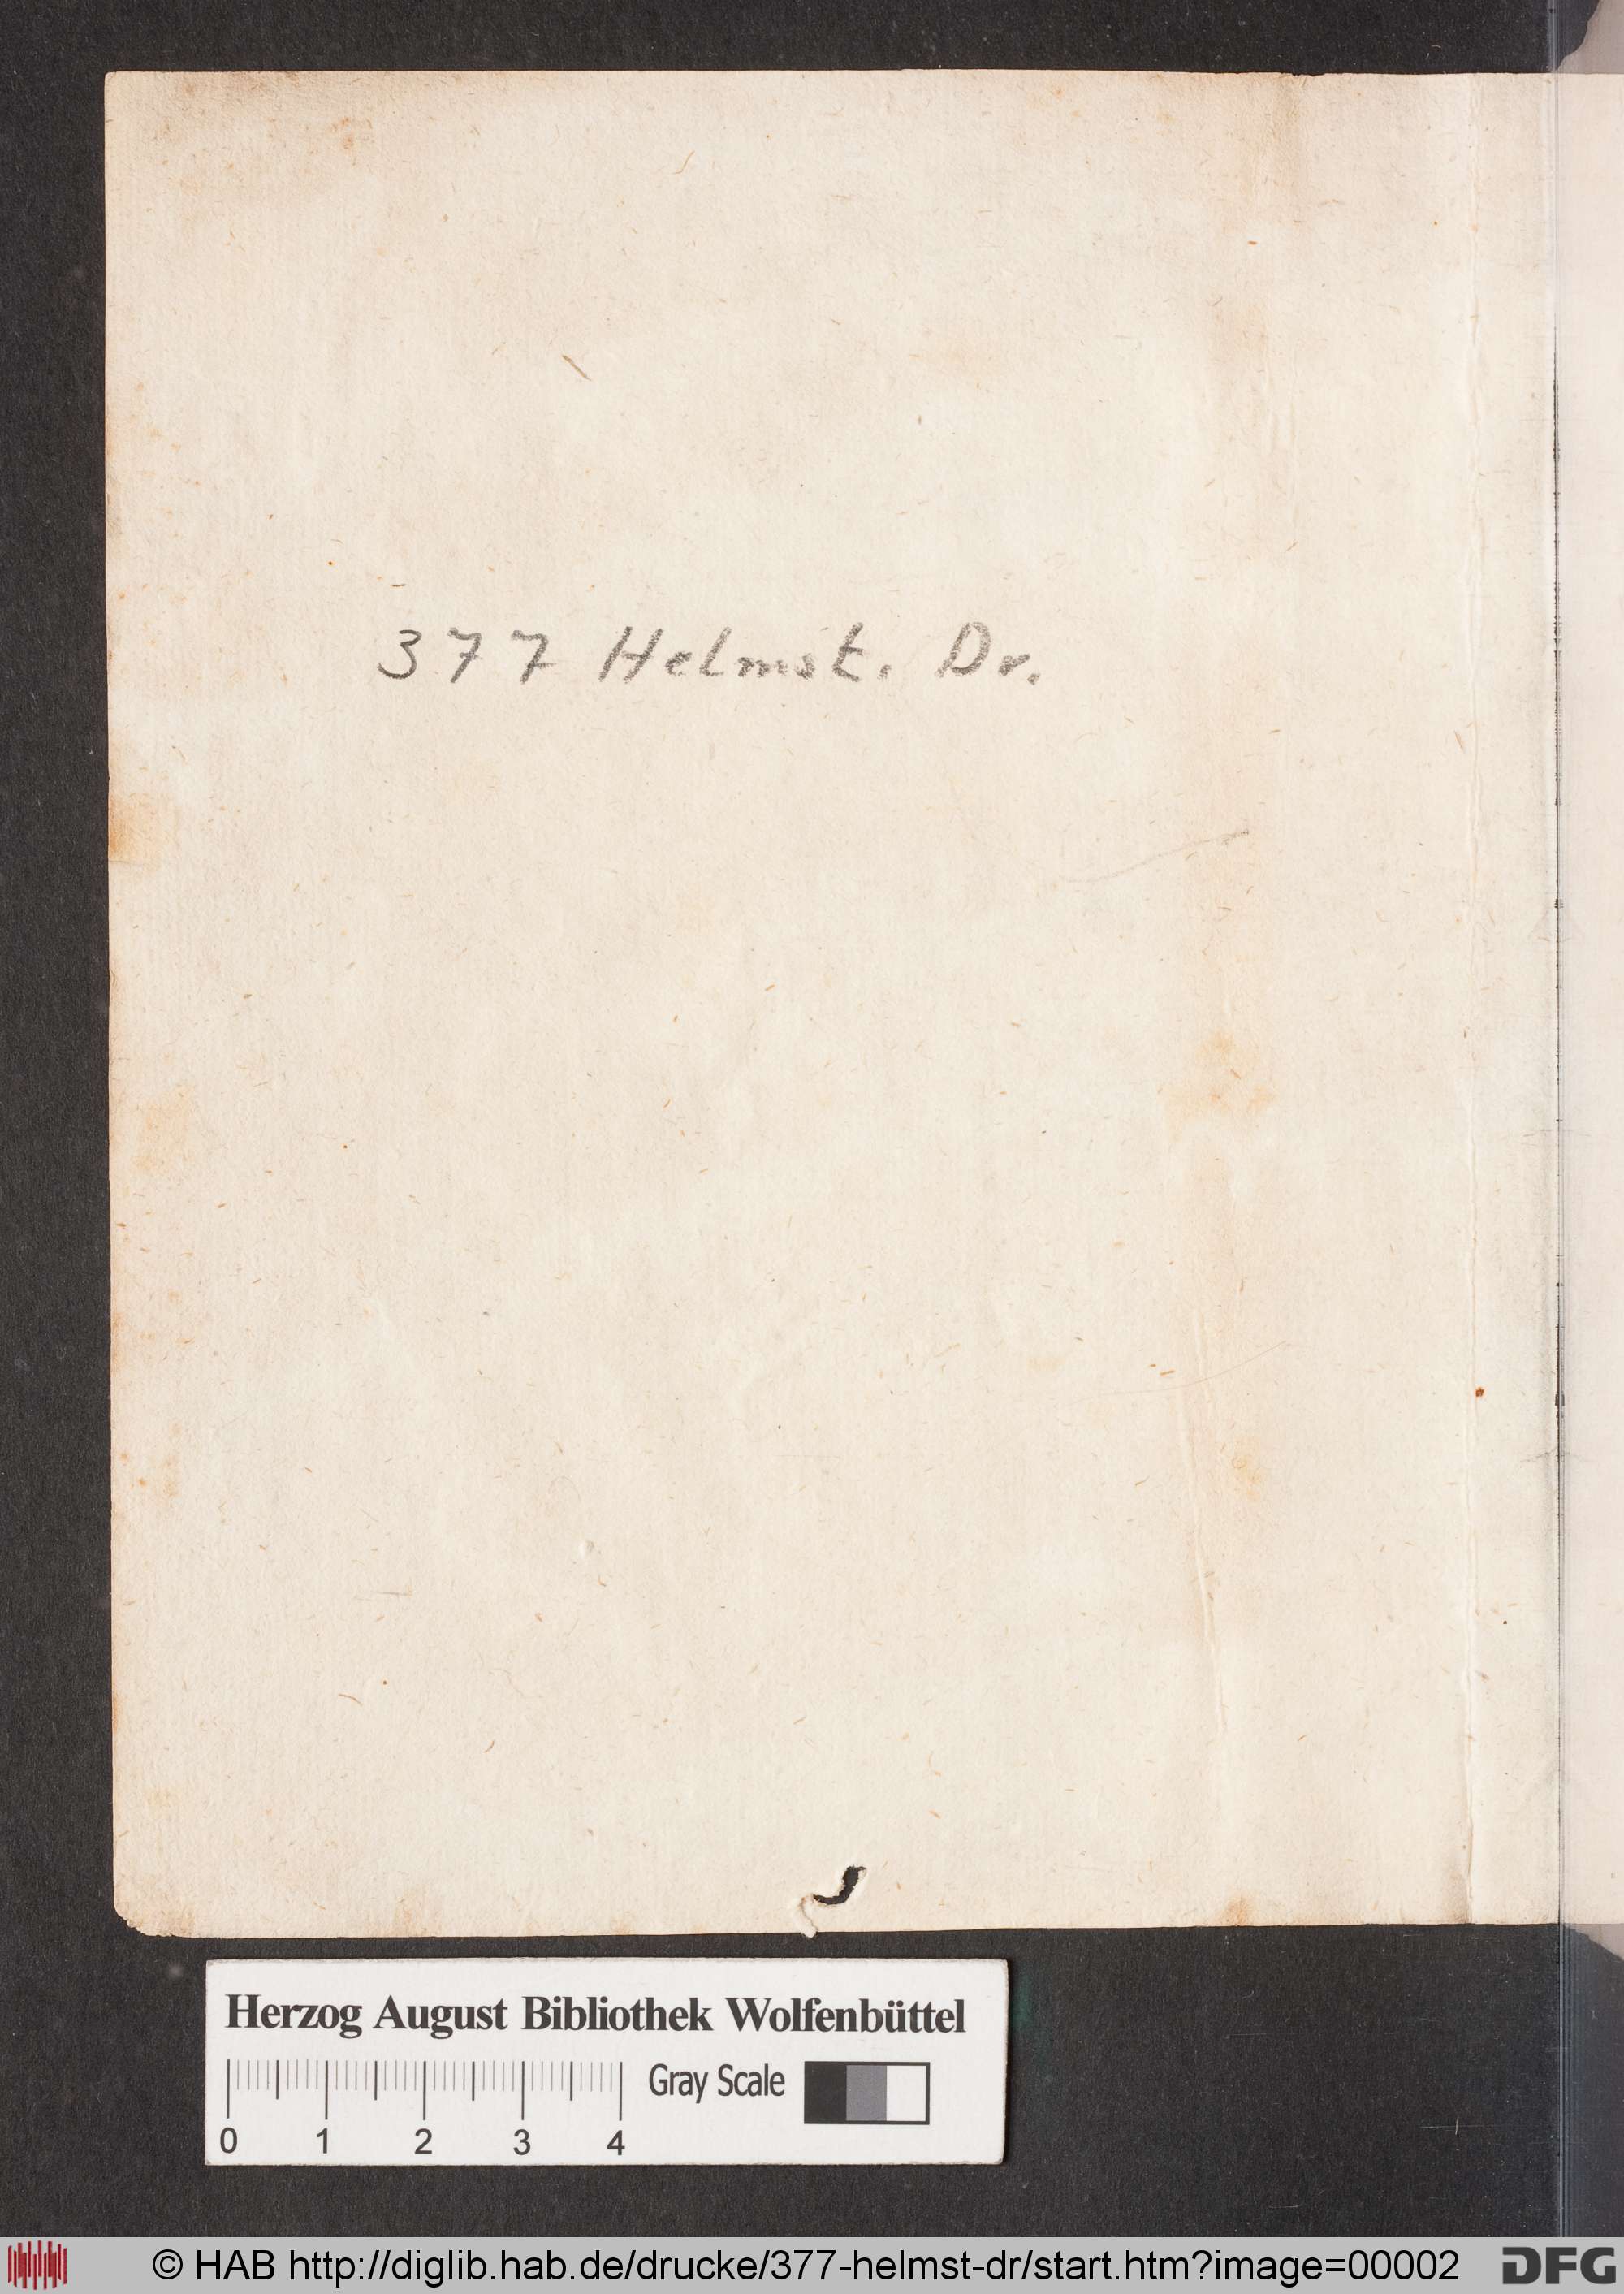 377 Helmst. Dr.
Herzog August Bibliothek Wolfenbüttel
Gray Scale
0 1 2 3 4
© HAB http://diglib.hab.de/drucke/377-helmst-dr/start.htm?image=00002
DFG